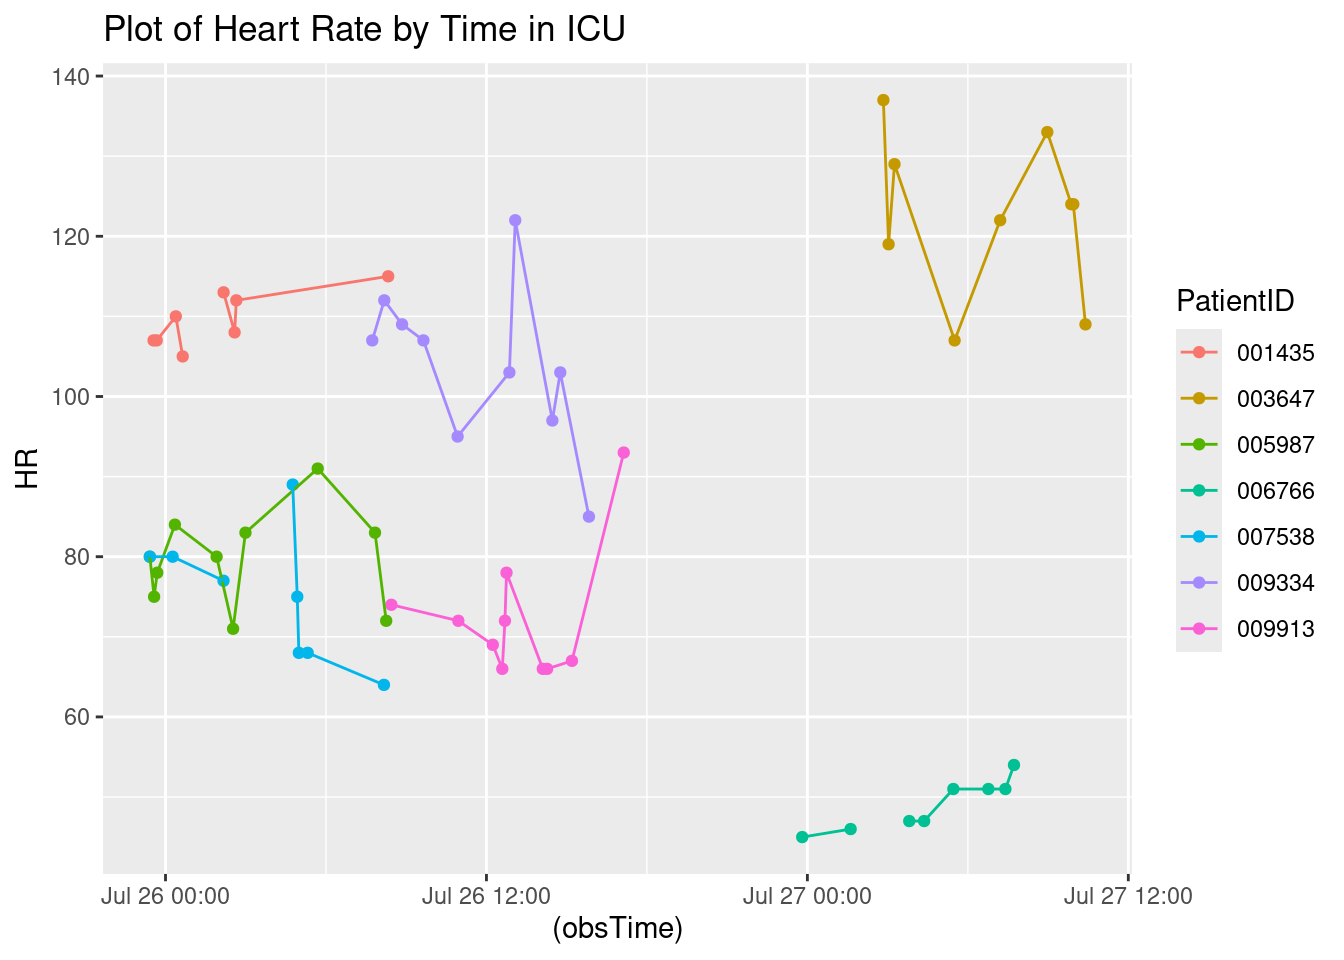 Plot of Heart Rate by Time in ICU
140
120
100
80
60
HR
Jul 26 00:00
Jul 26 12:00
Jul 27 00:00
Jul 27 12:00
(obsTime)
PatientID
001435
003647
005987
006766
007538
009334
009913